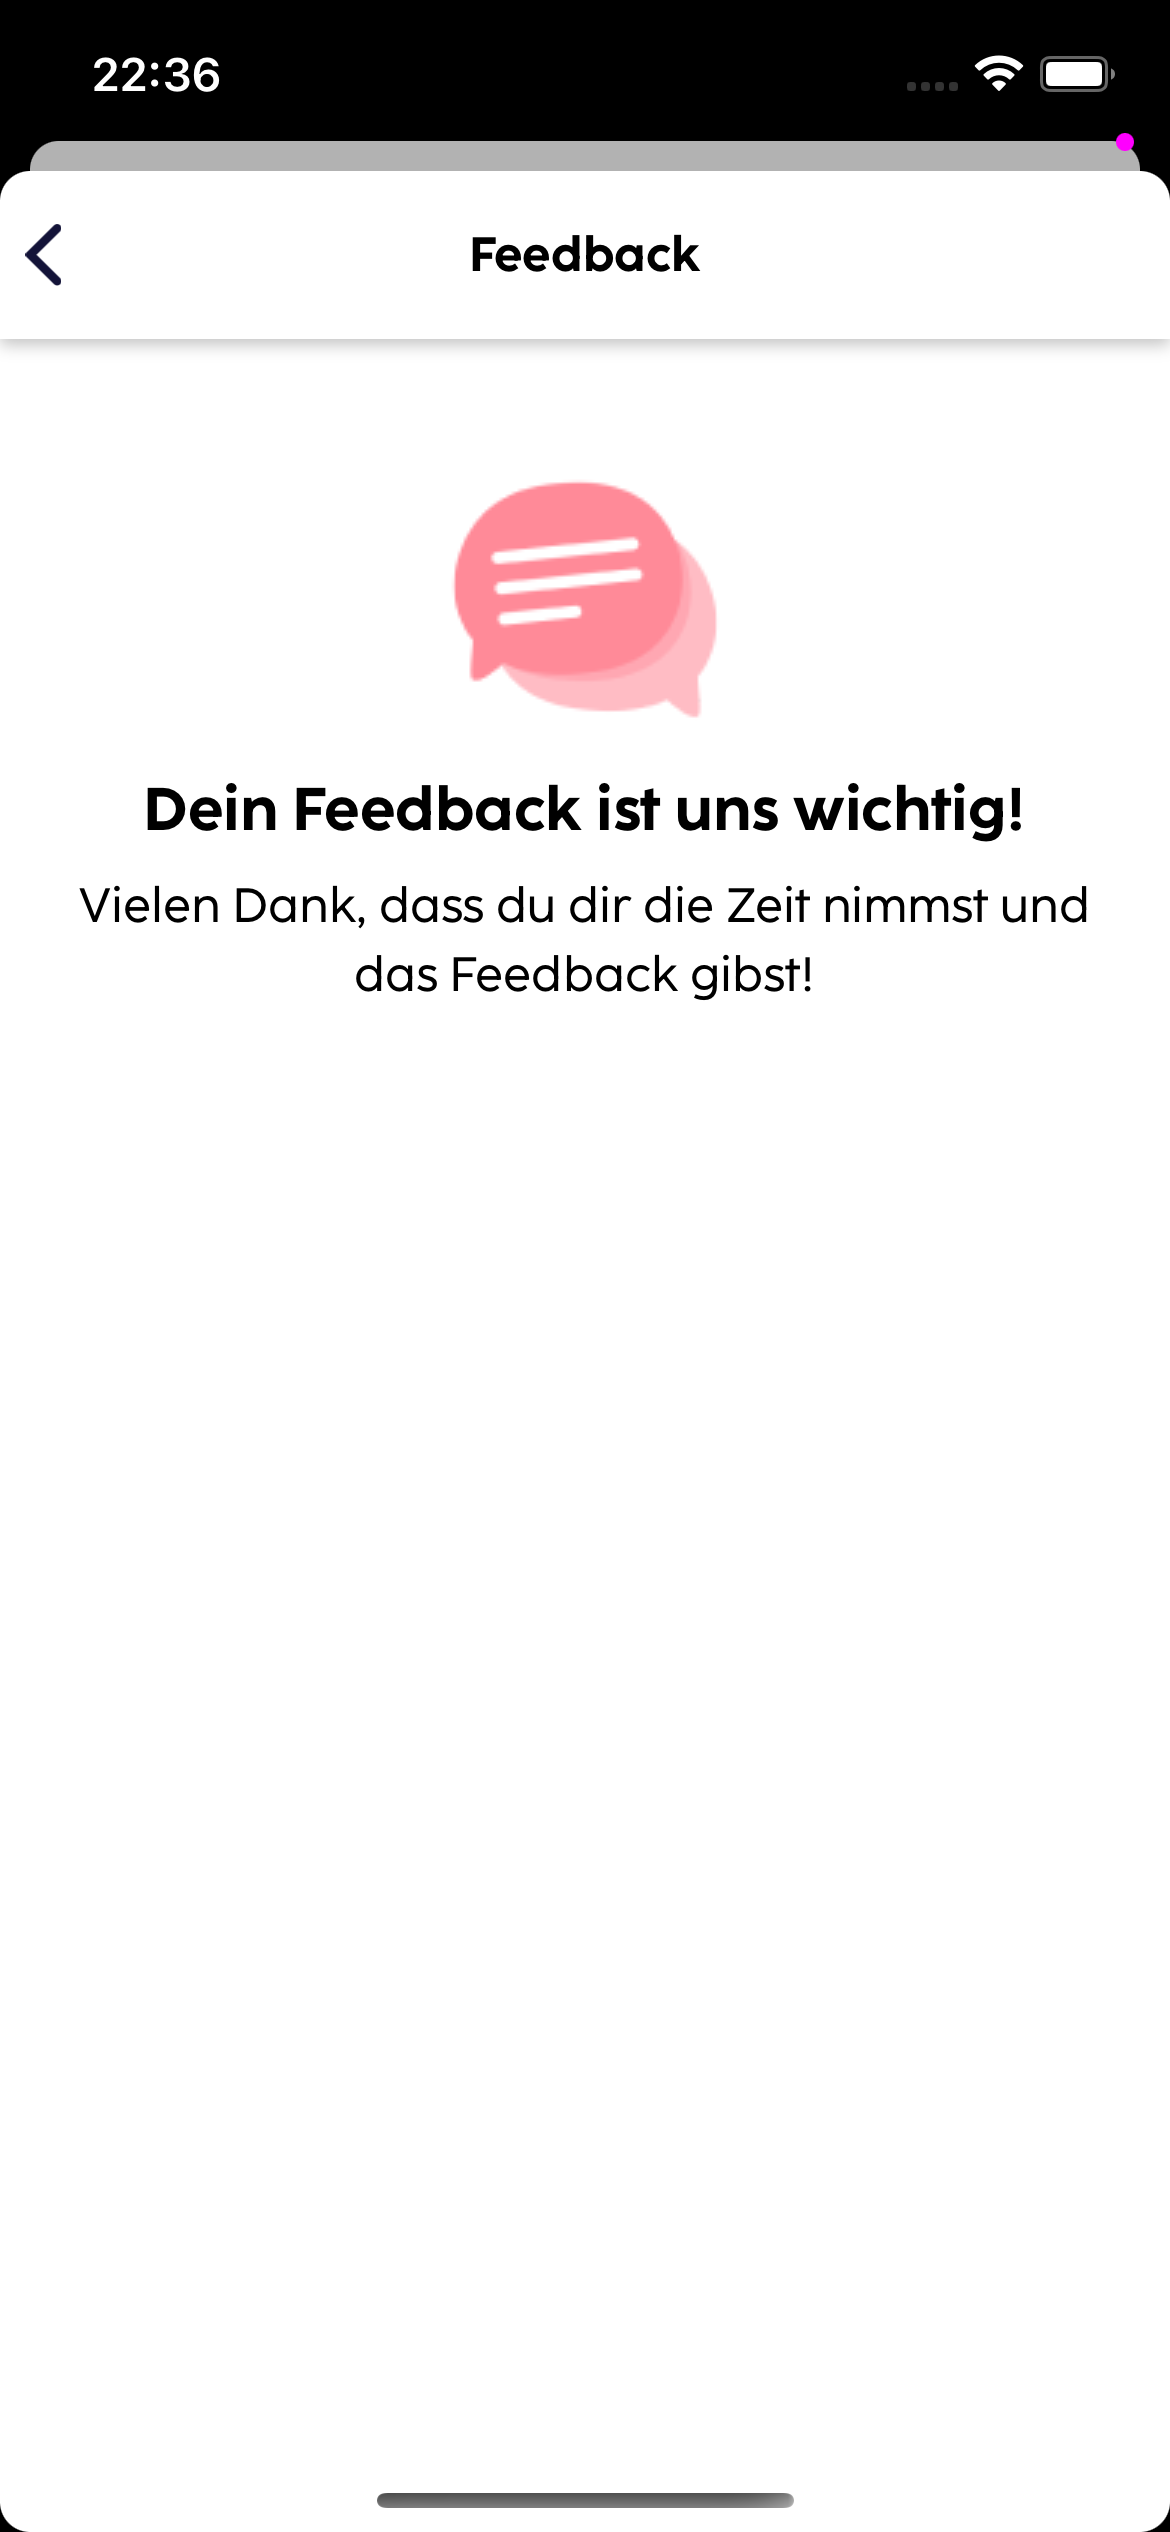 22:36
Feedback
Dein Feedback ist uns wichtig!
Vielen Dank, dass du dir die Zeit nimmst und
das Feedback gibst!